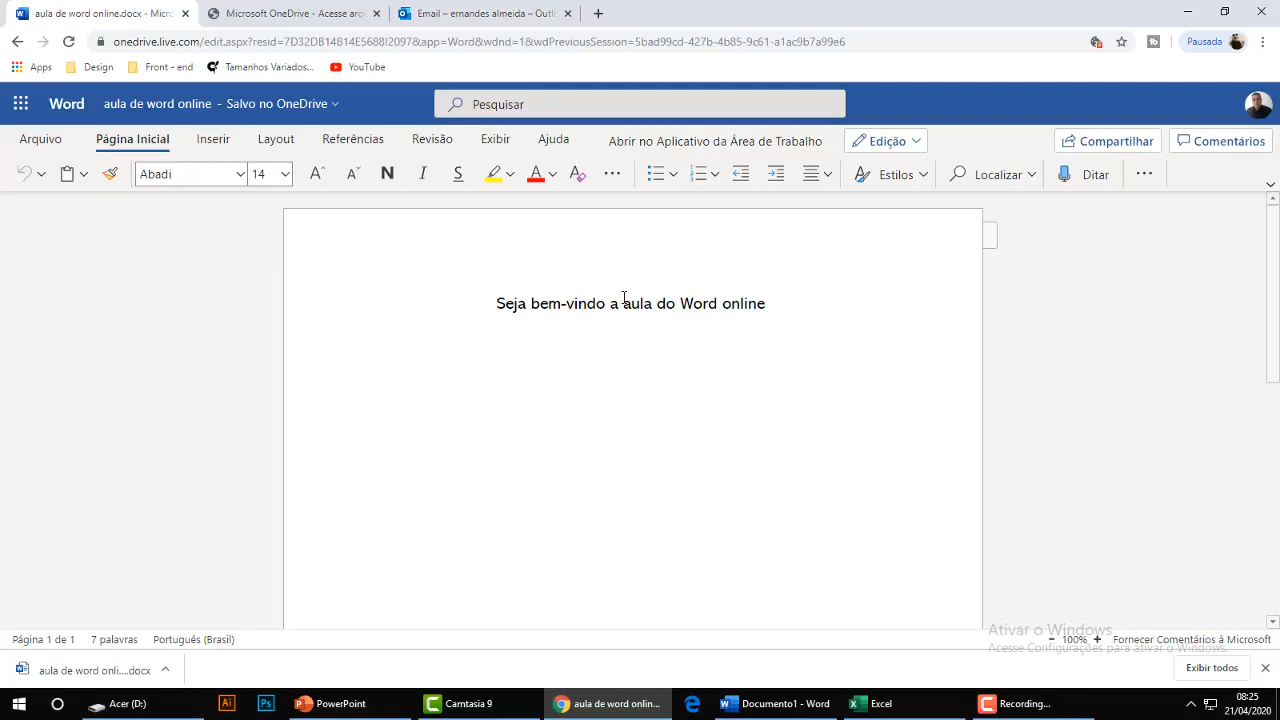 aula de word online.docx - Micro
Microsoft OneDrive - Acesse arq
Email – ernandes almeida – Outl
onedrive.live.com/edit.aspx?resid=7D32DB14B14E5688!2097&app=Word&wdnd=1&wdPreviousSession=5bad99cd-427b-4b85-9c61-a1ac9b7a99e6
Pausada
Apps
Design
Front - end
Tamanhos Variados...
YouTube
Word
aula de word online - Salvo no OneDrive
Pesquisar
Arquivo
Página Inicial
Inserir
Layout
Referências
Revisão
Exibir
Ajuda
Abrir no Aplicativo da Área de Trabalho
Edição
Compartilhar
Comentários
Abadi
14
N
I
S
A
Estilos
Localizar
Ditar
Seja bem-vindo a aula do Word online
Ativar o Windows
Acesse Configurações para ativar o Windows.
Página 1 de 1
7 palavras
Português (Brasil)
100%
Fornecer Comentários à Microsoft
aula de word onli....docx
Exibir todos
Acer (D:)
Ai
Ps
PowerPoint
Camtasia 9
aula de word onlin...
Documento1 - Word
Excel
Recording...
08:25
21/04/2020